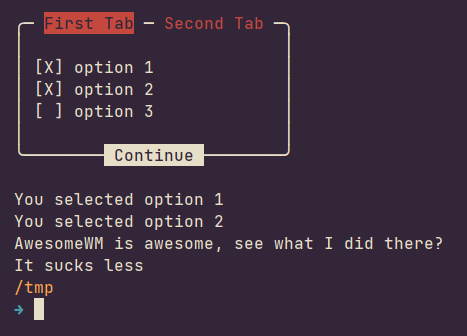 First Tab — Second Tab
[X] option 1
[X] option 2
[ ] option 3
Continue
You selected option 1
You selected option 2
AwesomeWM is awesome, see what I did there?
It sucks less
/tmp
→